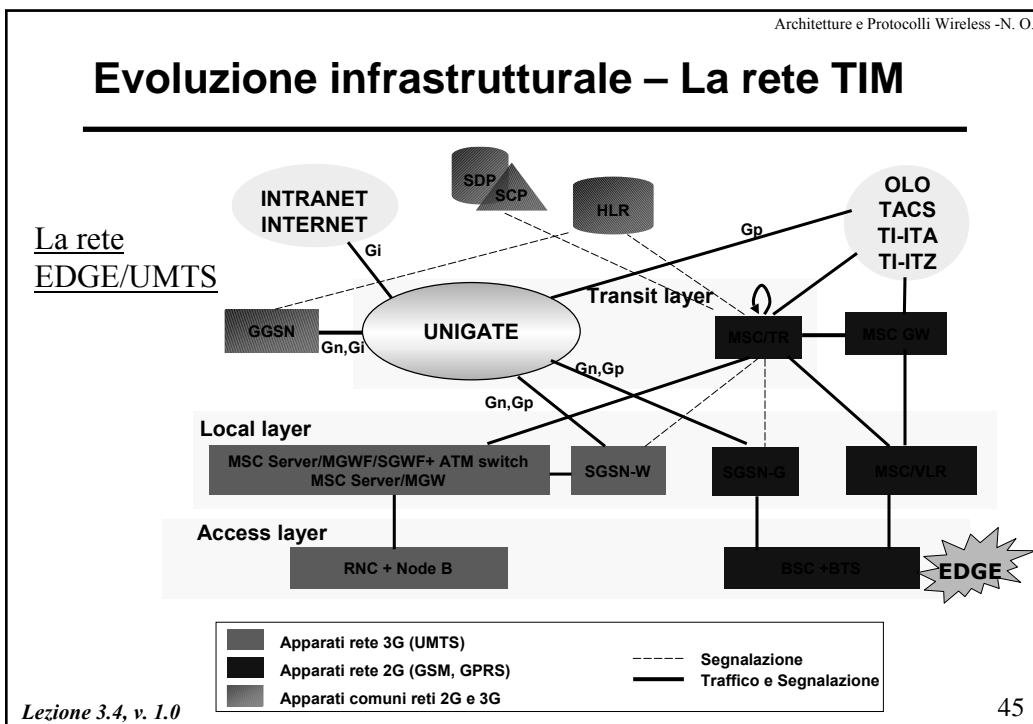 Architetture e Protocolli Wireless -N. O.
Evoluzione infrastrutturale – La rete TIM
La rete
EDGE/UMTS
INTRANET
INTERNET
SDP
SCP
HLR
OLO
TACS
TI-ITA
TI-ITZ
Gi
Gp
Transit layer
GGSN
Gn,Gi
UNIGATE
MSC/TR
MSC GW
Gn,Gp
Gn,Gp
Local layer
MSC Server/MGWF/SGWF+ ATM switch
MSC Server/MGW
SGSN-W
SGSN-G
MSC/VLR
Access layer
RNC + Node B
BSC +BTS
EDGE
Apparati rete 3G (UMTS)
Apparati rete 2G (GSM, GPRS)
Apparati comuni reti 2G e 3G
Segnalazione
Traffico e Segnalazione
Lezione 3.4, v. 1.0
45